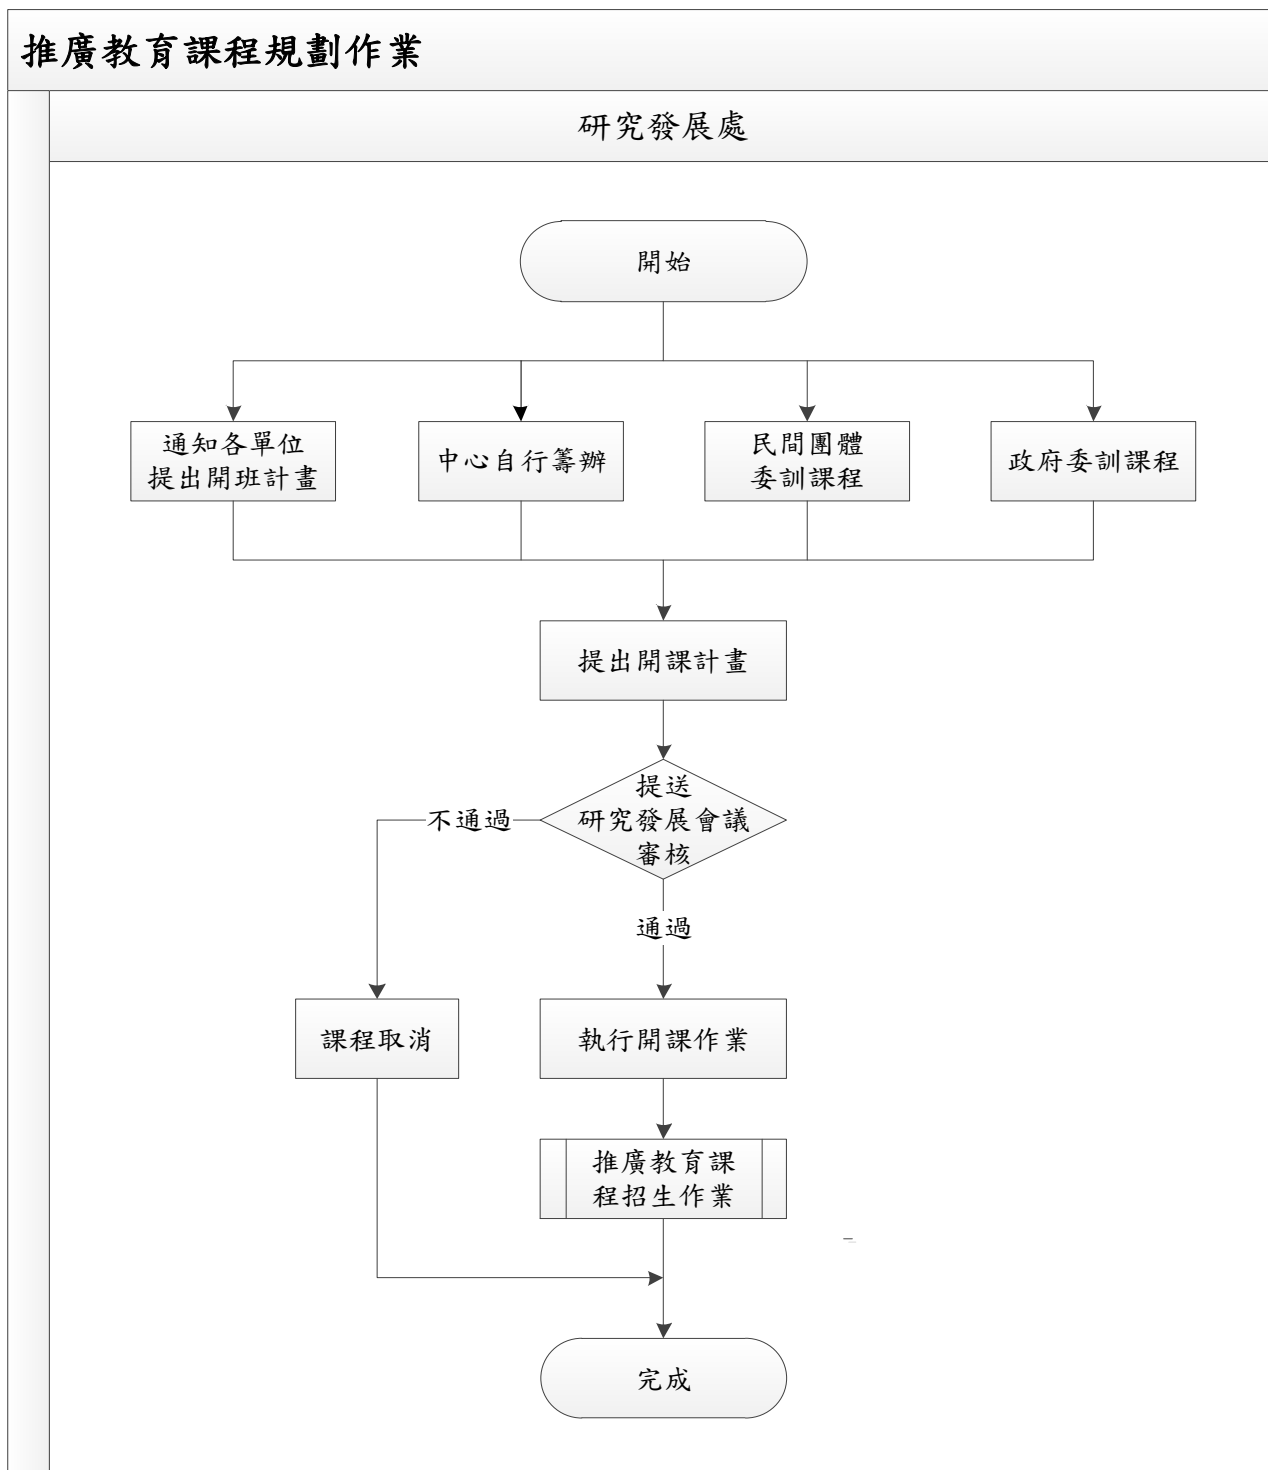 推廣教育課程規劃作業
研究發展處
開始
通知各單位
提出開班計畫
中心自行籌辦
民間團體
委訓課程
政府委訓課程
提出開課計畫
提送
研究發展會議
審核
不通過
通過
課程取消
執行開課作業
推廣教育課
程招生作業
完成